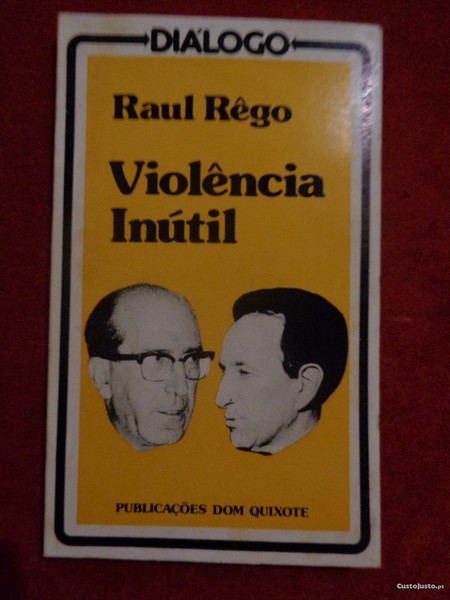 DIÁLOGO
Raul Rêgo
Violência
Inútil
PUBLICAÇÕES DOM QUIXOTE
CustoJusto.pt